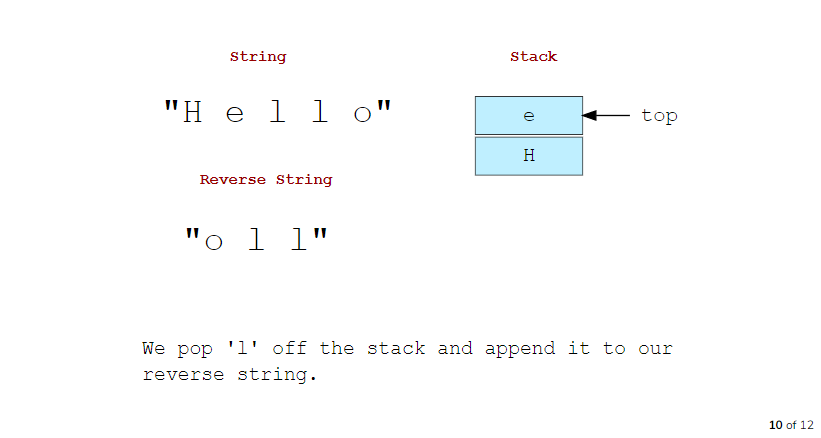 String
Stack
"H e l l o"
e
top
H
Reverse String
"o l l"
We pop 'l' off the stack and append it to our
reverse string.
10 of 12